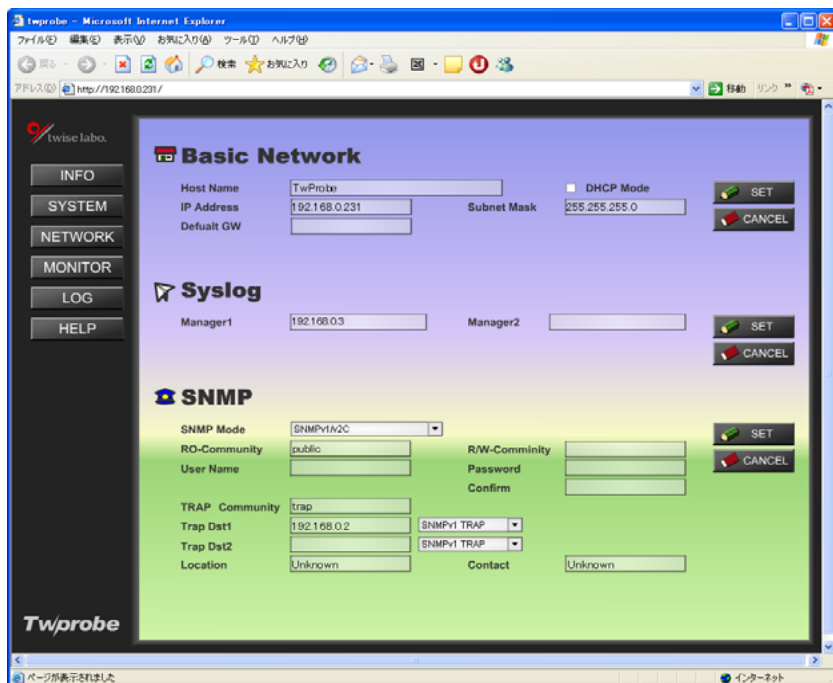 twprobe - Microsoft Internet Explorer
ファイル(F) 編集(E) 表示(V) お気に入り(A) ツール(T) ヘルプ(H)
戻る 検索 お気に入り
アドレス(D) http://192.168.0.231/ 移動 リンク »
twise labo.
INFO
SYSTEM
NETWORK
MONITOR
LOG
HELP
Basic Network
Host Name TwProbe DHCP Mode SET
IP Address 192.168.0.231 Subnet Mask 255.255.255.0 CANCEL
Defualt GW
Syslog
Manager1 192.168.0.3 Manager2 SET
CANCEL
SNMP
SNMP Mode SNMPv1/v2C SET
RO-Community public R/W-Comminity CANCEL
User Name Password
Confirm
TRAP Community trap
Trap Dst1 192.168.0.2 SNMPv1 TRAP
Trap Dst2 SNMPv1 TRAP
Location Unknown Contact Unknown
Twprobe
ページが表示されました インターネット